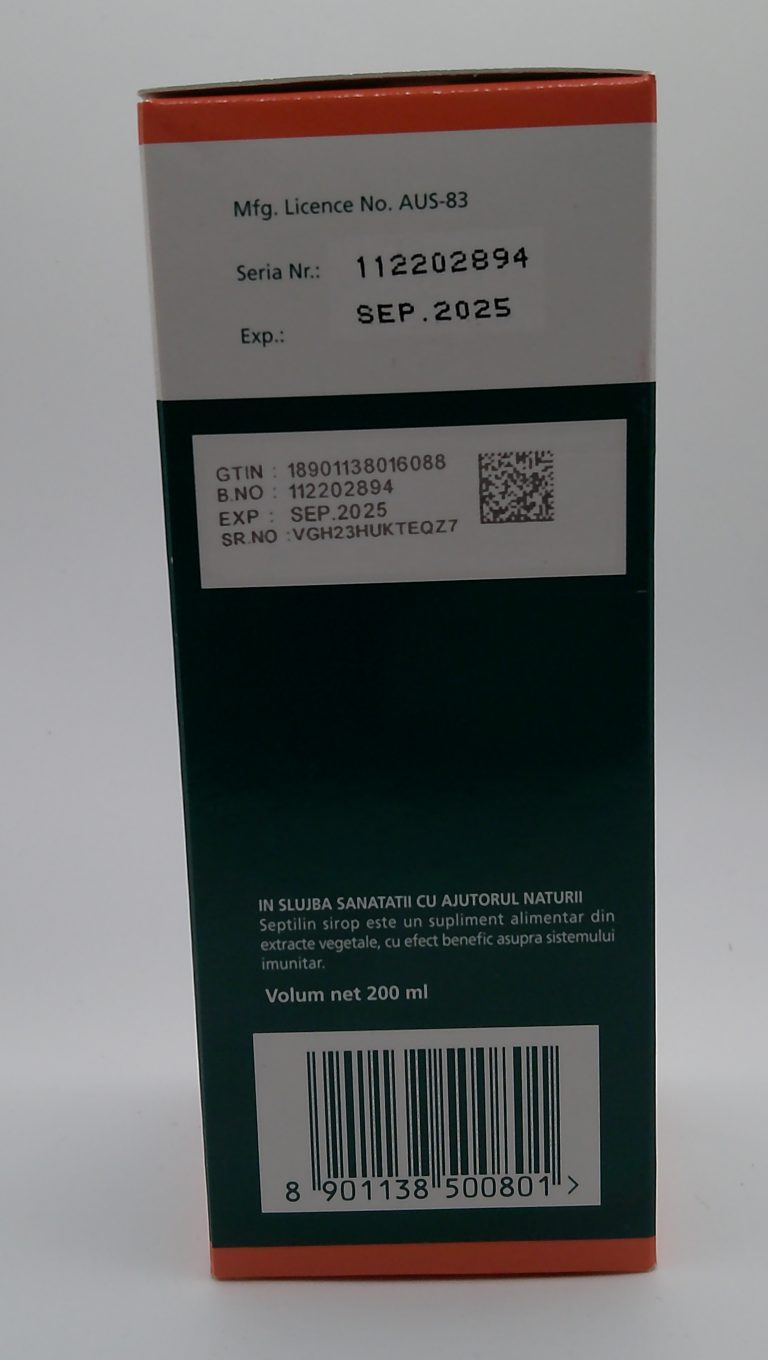 Mfg. Licence No. AUS-83
Seria Nr.: 112202894
Exp.: SEP.2025
GTIN : 18901138016088
B.NO : 112202894
EXP : SEP.2025
SR.NO :VGH23HUKTEQZ7
IN SLUJBA SANATATII CU AJUTORUL NATURII
Septilin sirop este un supliment alimentar din
extracte vegetale, cu efect benefic asupra sistemului
imunitar.
Volum net 200 ml
8 901138 500801 >